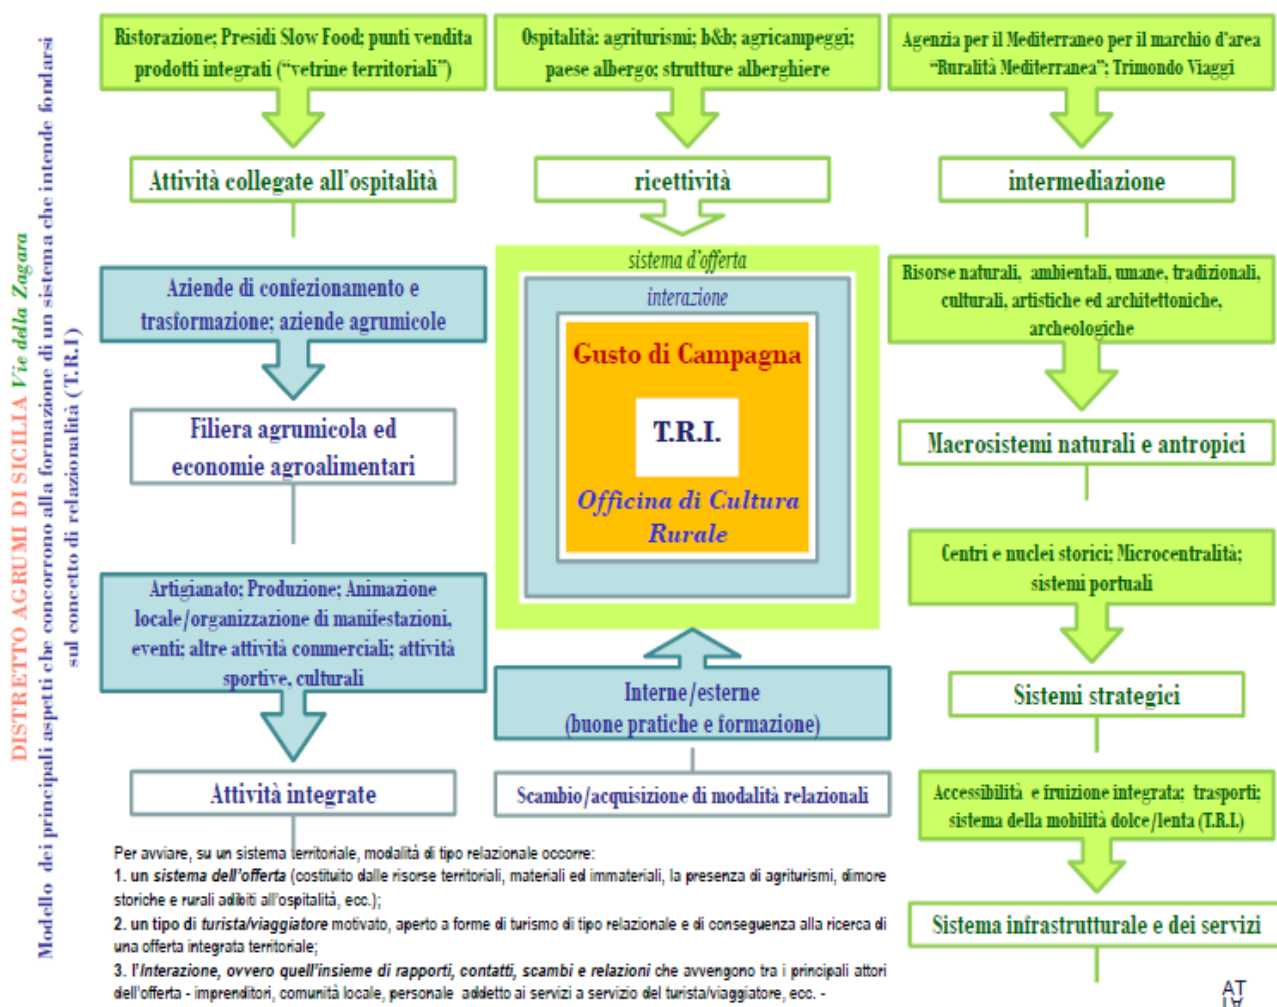 DISTRETTO AGRUMI DI SICILIA Vie della Zagara
Modello dei principali aspetti che concorrono alla formazione di un sistema che intende fondarsi
sul concetto di relazionalità (T.R.I)
Ristorazione; Presidi Slow Food; punti vendita
prodotti integrati (“vetrine territoriali”)
Attività collegate all’ospitalità
Aziende di confezionamento e
trasformazione; aziende agrumicole
Filiera agrumicola ed
economie agroalimentari
Artigianato; Produzione; Animazione
locale/organizzazione di manifestazioni,
eventi; altre attività commerciali; attività
sportive, culturali
Attività integrate
Ospitalità: agriturismi; b&b; agricampeggi;
paese albergo; strutture alberghiere
ricettività
sistema d’offerta
interazione
Gusto di Campagna
T.R.I.
Officina di Cultura
Rurale
Interne/esterne
(buone pratiche e formazione)
Scambio/acquisizione di modalità relazionali
Agenzia per il Mediterraneo per il marchio d’area
“Ruralità Mediterranea”; Trimondo Viaggi
intermediazione
Risorse naturali, ambientali, umane, tradizionali,
culturali, artistiche ed architettoniche,
archeologiche
Macrosistemi naturali e antropici
Centri e nuclei storici; Microcentralità;
sistemi portuali
Sistemi strategici
Accessibilità e fruizione integrata; trasporti;
sistema della mobilità dolce/lenta (T.R.I.)
Sistema infrastrutturale e dei servizi
Per avviare, su un sistema territoriale, modalità di tipo relazionale occorre:
1. un sistema dell’offerta (costituito dalle risorse territoriali, materiali ed immateriali, la presenza di agriturismi, dimore
storiche e rurali adibiti all’ospitalità, ecc.);
2. un tipo di turista/viaggiatore motivato, aperto a forme di turismo di tipo relazionale e di conseguenza alla ricerca di
una offerta integrata territoriale;
3. l’Interazione, ovvero quell’insieme di rapporti, contatti, scambi e relazioni che avvengono tra i principali attori
dell’offerta - imprenditori, comunità locale, personale addetto ai servizi a servizio del turista/viaggiatore, ecc. -
AT